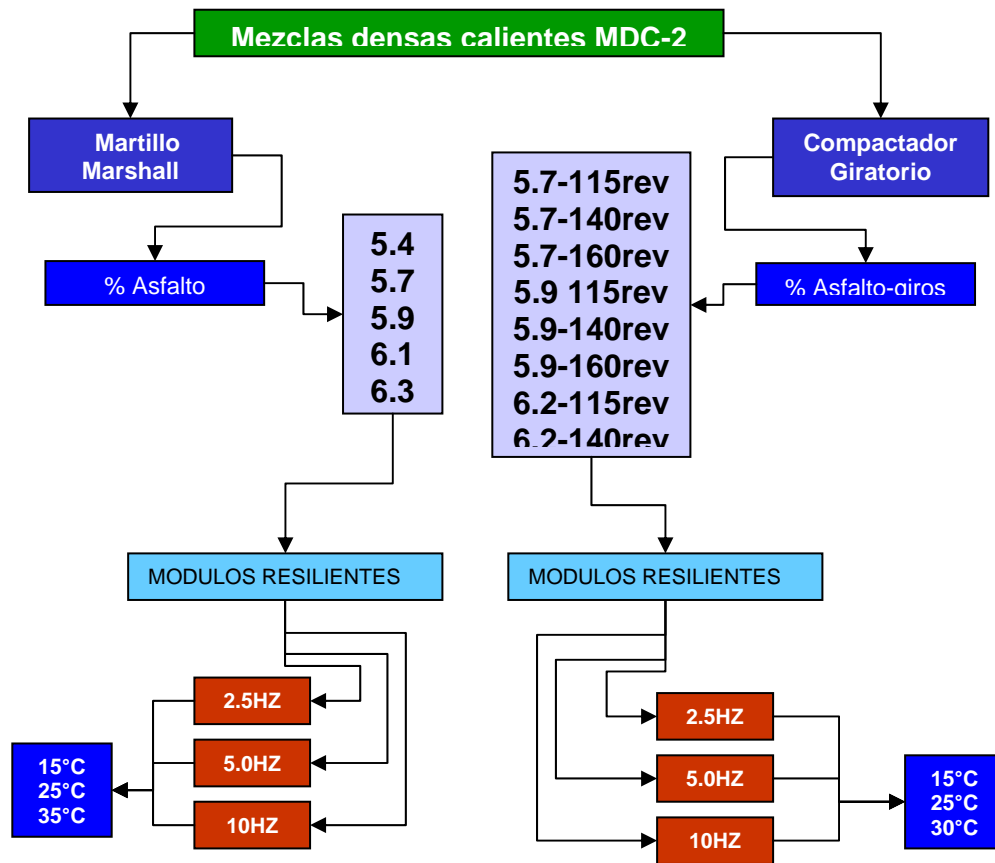 Mezclas densas calientes MDC-2
Martillo
Marshall
Compactador
Giratorio
% Asfalto
% Asfalto-giros
5.4
5.7
5.9
6.1
6.3
5.7-115rev
5.7-140rev
5.7-160rev
5.9 115rev
5.9-140rev
5.9-160rev
6.2-115rev
6.2-140rev
MODULOS RESILIENTES
MODULOS RESILIENTES
2.5HZ
5.0HZ
10HZ
15°C
25°C
35°C
2.5HZ
5.0HZ
10HZ
15°C
25°C
30°C